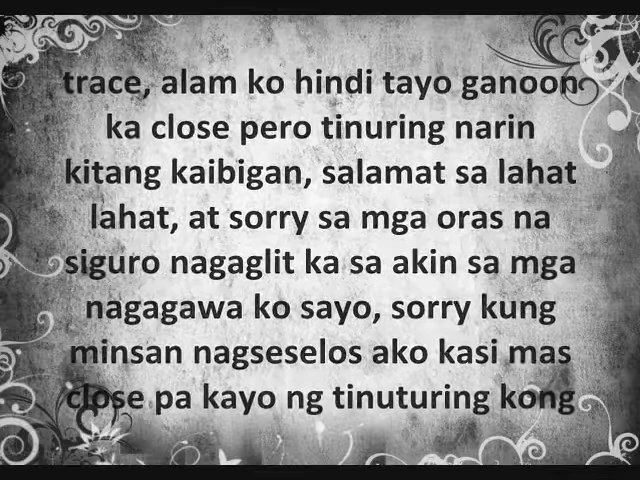 trace, alam ko hindi tayo ganoon
ka close pero tinuring narin
kitang kaibigan, salamat sa lahat
lahat, at sorry sa mga oras na
siguro nagaglit ka sa akin sa mga
nagagawa ko sayo, sorry kung
minsan nagseselos ako kasi mas
close pa kayo ng tinuturing kong